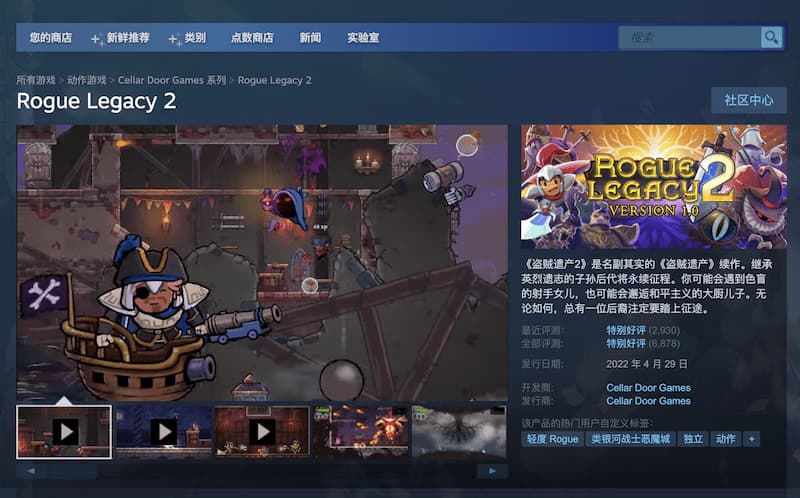 您的商店 新鲜推荐 类别 点数商店 新闻 实验室 搜索
所有游戏 > 动作游戏 > Cellar Door Games 系列 > Rogue Legacy 2
Rogue Legacy 2
社区中心
ROGUE
LEGACY 2
VERSION 1.0
《盗贼遗产2》是名副其实的《盗贼遗产》续作。继承
英烈遗志的子孙后代将永续征程。你可能会遇到色盲
的射手女儿，也可能会邂逅和平主义的大厨儿子。无
论如何，总有一位后裔注定要踏上征途。
最近评测： 特别好评 (2,930)
全部评测： 特别好评 (6,878)
发行日期： 2022 年 4 月 29 日
开发商： Cellar Door Games
发行商： Cellar Door Games
该产品的热门用户自定义标签：
轻度 Rogue 类银河战士恶魔城 独立 动作 +